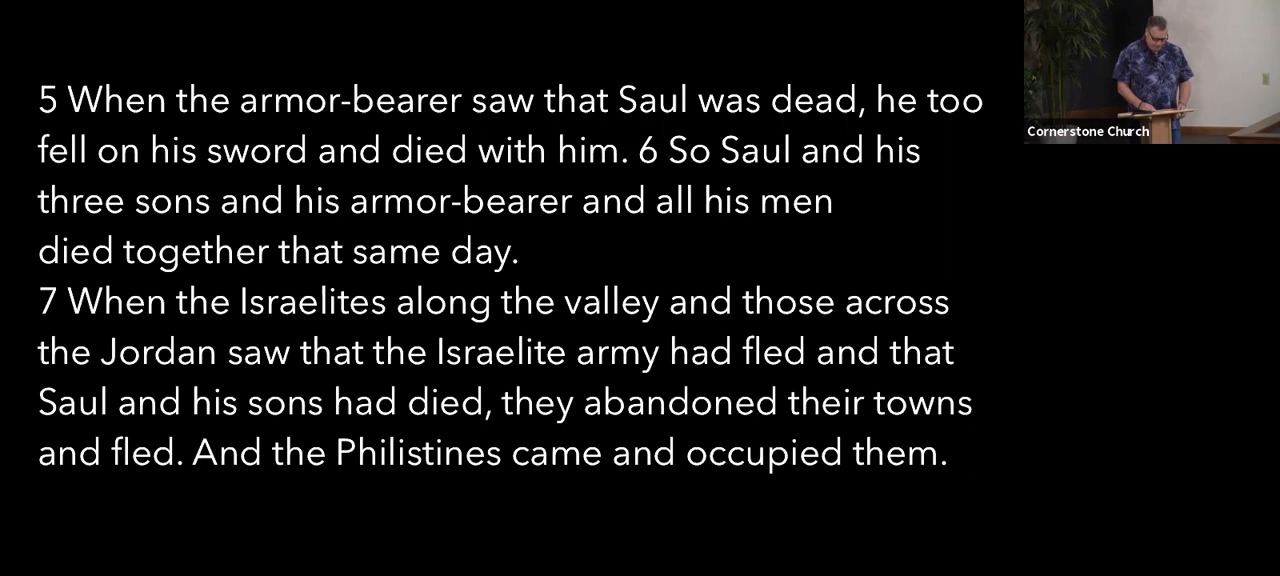 5 When the armor-bearer saw that Saul was dead, he too
fell on his sword and died with him. 6 So Saul and his
three sons and his armor-bearer and all his men
died together that same day.
7 When the Israelites along the valley and those across
the Jordan saw that the Israelite army had fled and that
Saul and his sons had died, they abandoned their towns
and fled. And the Philistines came and occupied them.
Cornerstone Church